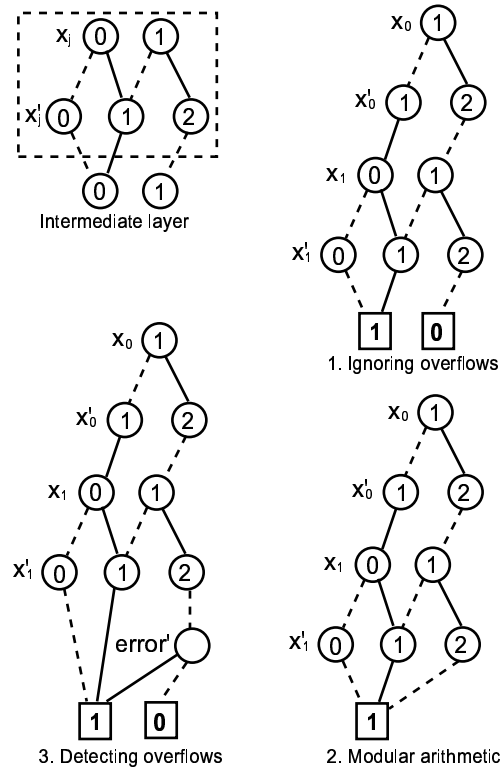 xj 0 1
x'j 0 1 2
0 1
Intermediate layer
x0 1
x'0 1 2
x1 0 1
x'1 0 1 2
1 0
1. Ignoring overflows
x0 1
x'0 1 2
x1 0 1
x'1 0 1 2
error'
1 0
3. Detecting overflows
x0 1
x'0 1 2
x1 0 1
x'1 0 1 2
1
2. Modular arithmetic